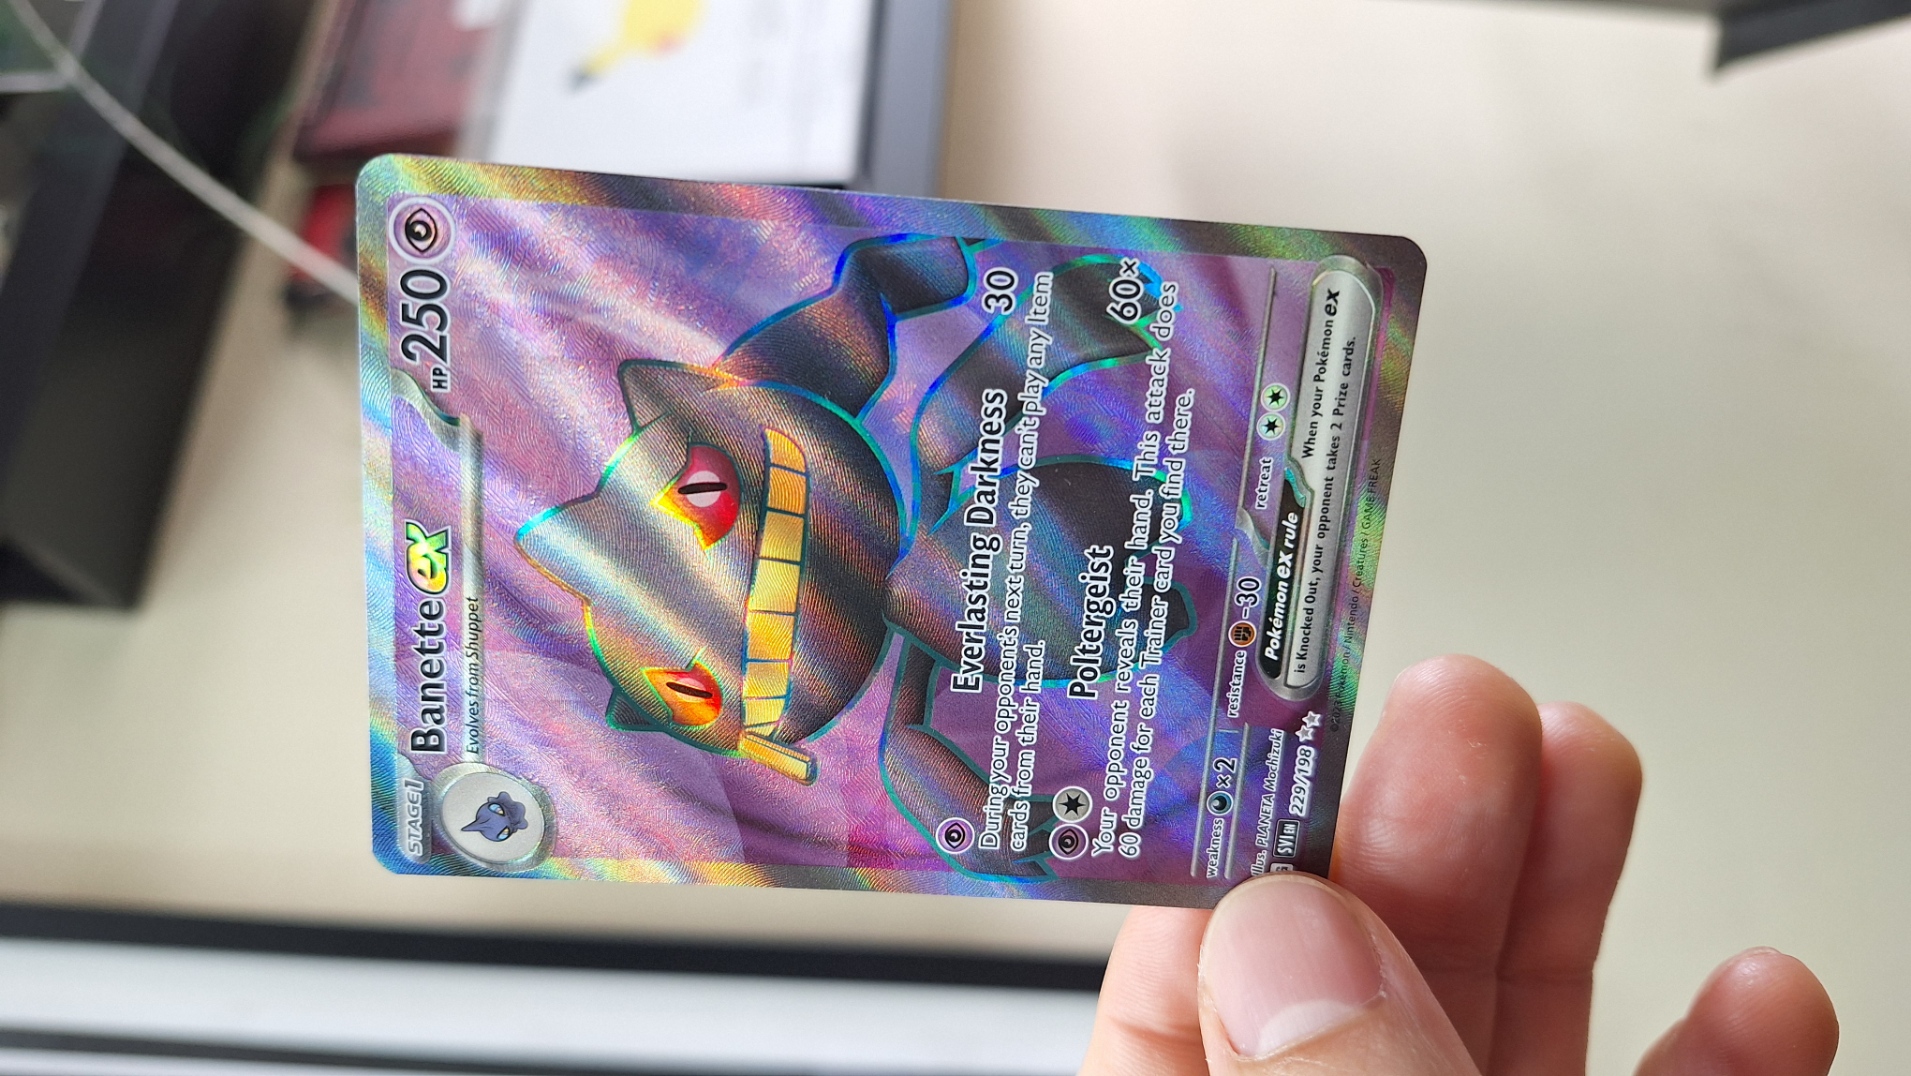 STAGE1
Banette ex
HP 250
Evolves from Shuppet
Everlasting Darkness 30
During your opponent's next turn, they can't play any Item
cards from their hand.
Poltergeist 60×
Your opponent reveals their hand. This attack does
60 damage for each Trainer card you find there.
weakness ×2 resistance -30 retreat
Illus. PLANETA Mochizuki
SVI EN 229/198
Pokémon ex rule
When your Pokémon ex
is Knocked Out, your opponent takes 2 Prize cards.
©2023 Pokémon / Nintendo / Creatures / GAME FREAK